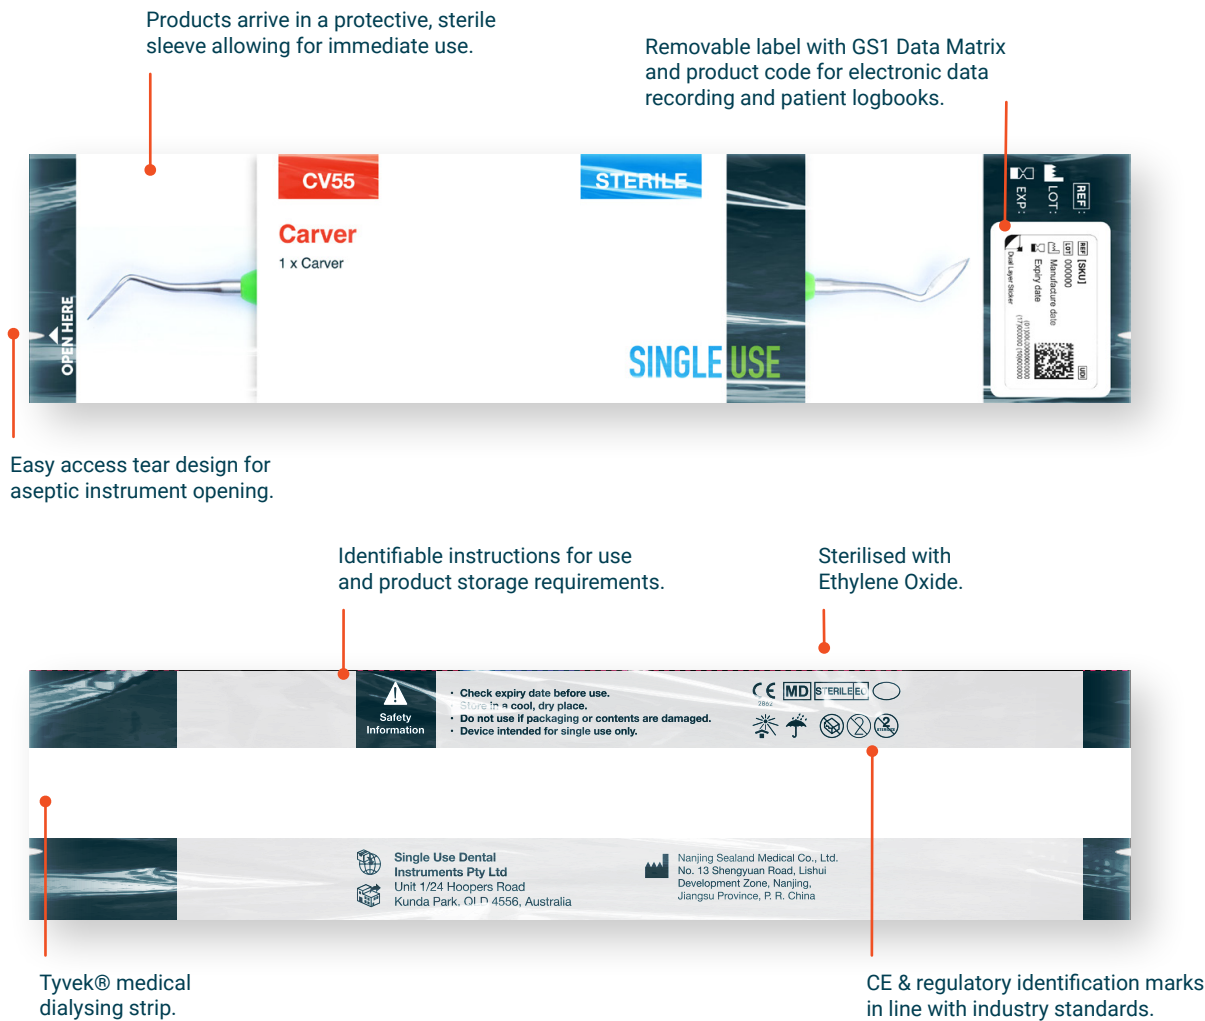 Products arrive in a protective, sterile
sleeve allowing for immediate use.
Removable label with GS1 Data Matrix
and product code for electronic data
recording and patient logbooks.
OPEN HERE
CV55
STERILE
Carver
1 x Carver
SINGLE USE
REF :
LOT:
EXP:
REF [SKU]
LOT 000000
Manufacture date
Expiry date
Dual Layer Sticker
UDI
Easy access tear design for
aseptic instrument opening.
Identifiable instructions for use
and product storage requirements.
Sterilised with
Ethylene Oxide.
Safety
Information
· Check expiry date before use.
· Store in a cool, dry place.
· Do not use if packaging or contents are damaged.
· Device intended for single use only.
CE MD STERILE EO
2862
2 2
Single Use Dental
Instruments Pty Ltd
Unit 1/24 Hoopers Road
Kunda Park. QLD 4556, Australia
Nanjing Sealand Medical Co., Ltd.
No. 13 Shengyuan Road, Lishui
Development Zone, Nanjing,
Jiangsu Province, P. R. China
Tyvek® medical
dialysing strip.
CE & regulatory identification marks
in line with industry standards.